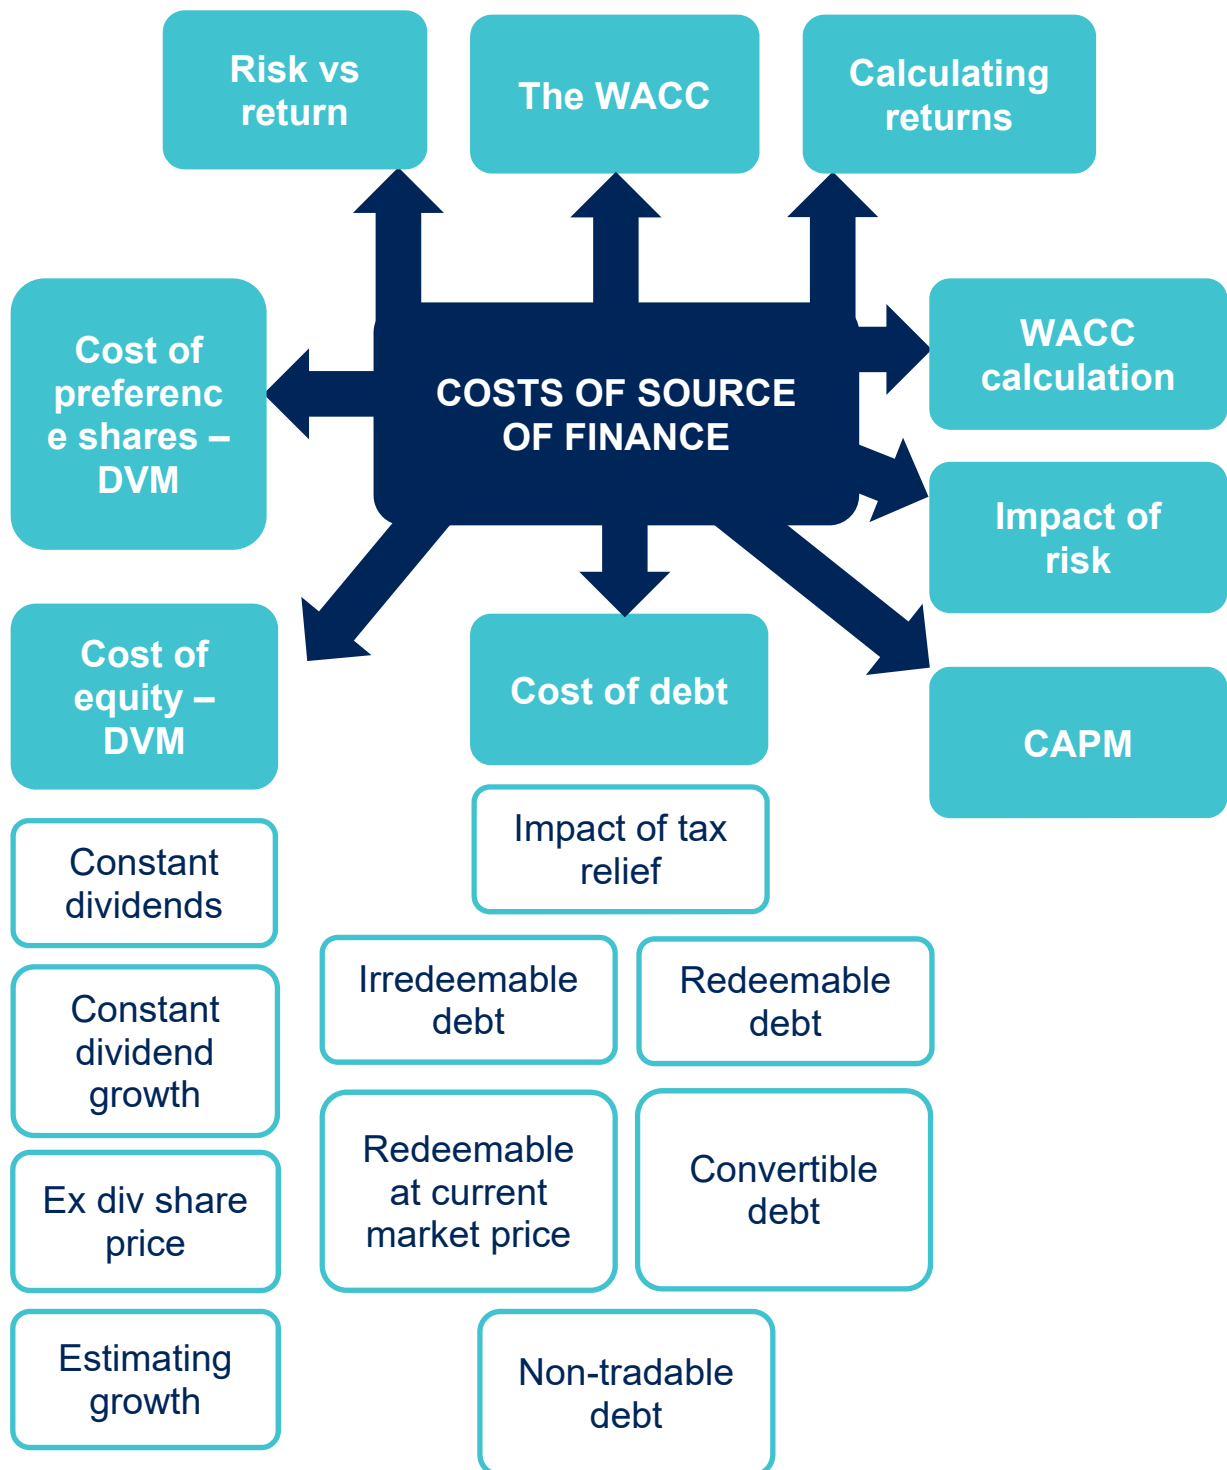 Risk vs
return
The WACC
Calculating
returns
Cost of
preferenc
e shares –
DVM
COSTS OF SOURCE
OF FINANCE
WACC
calculation
Impact of
risk
Cost of
equity –
DVM
Cost of debt
CAPM
Constant
dividends
Impact of tax
relief
Constant
dividend
growth
Irredeemable
debt
Redeemable
debt
Ex div share
price
Redeemable
at current
market price
Convertible
debt
Estimating
growth
Non-tradable
debt